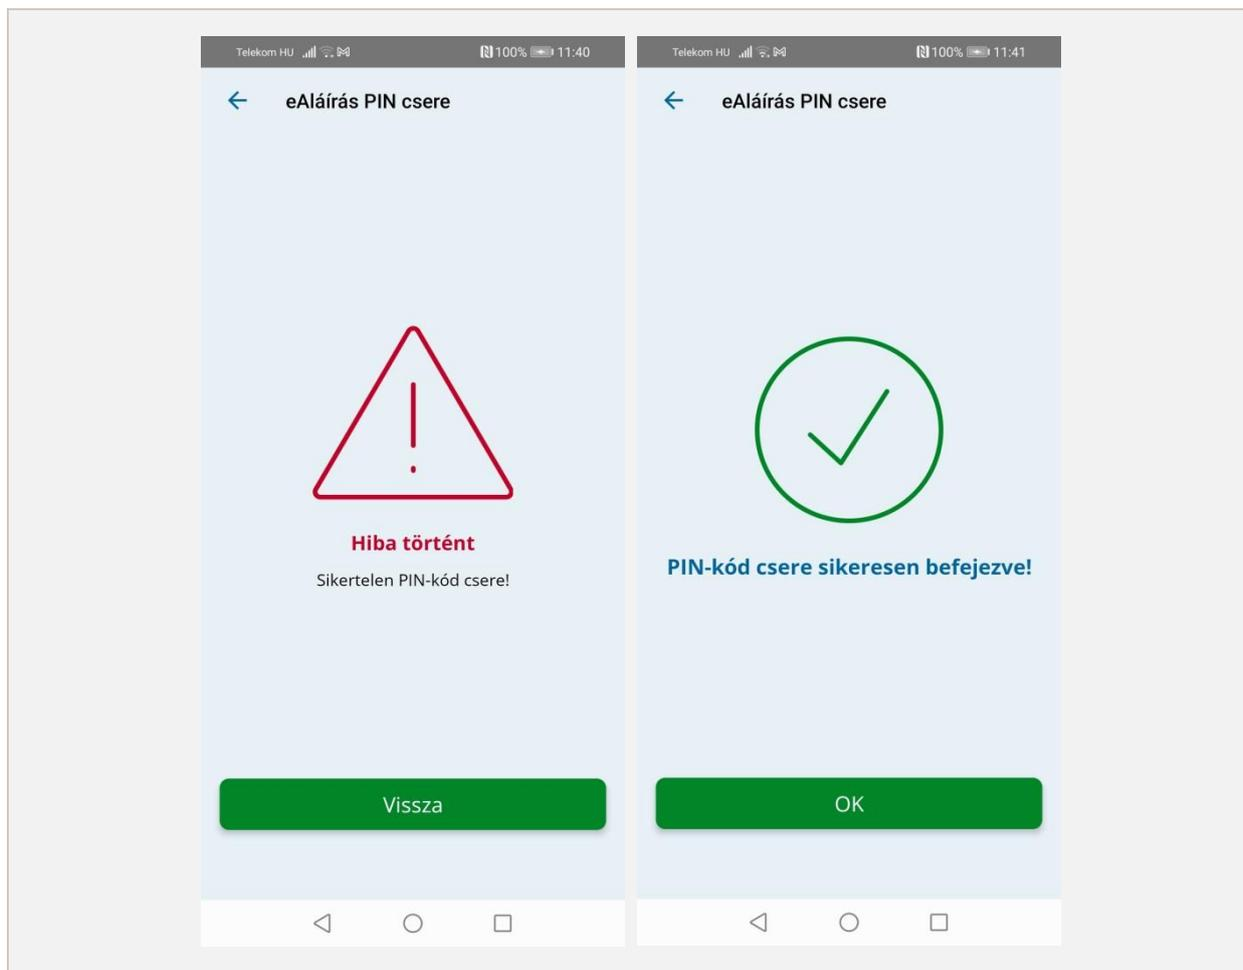 Telekom HU 100% 11:40
eAláírás PIN csere
Hiba történt
Sikertelen PIN-kód csere!
Vissza
Telekom HU 100% 11:41
eAláírás PIN csere
PIN-kód csere sikeresen befejezve!
OK